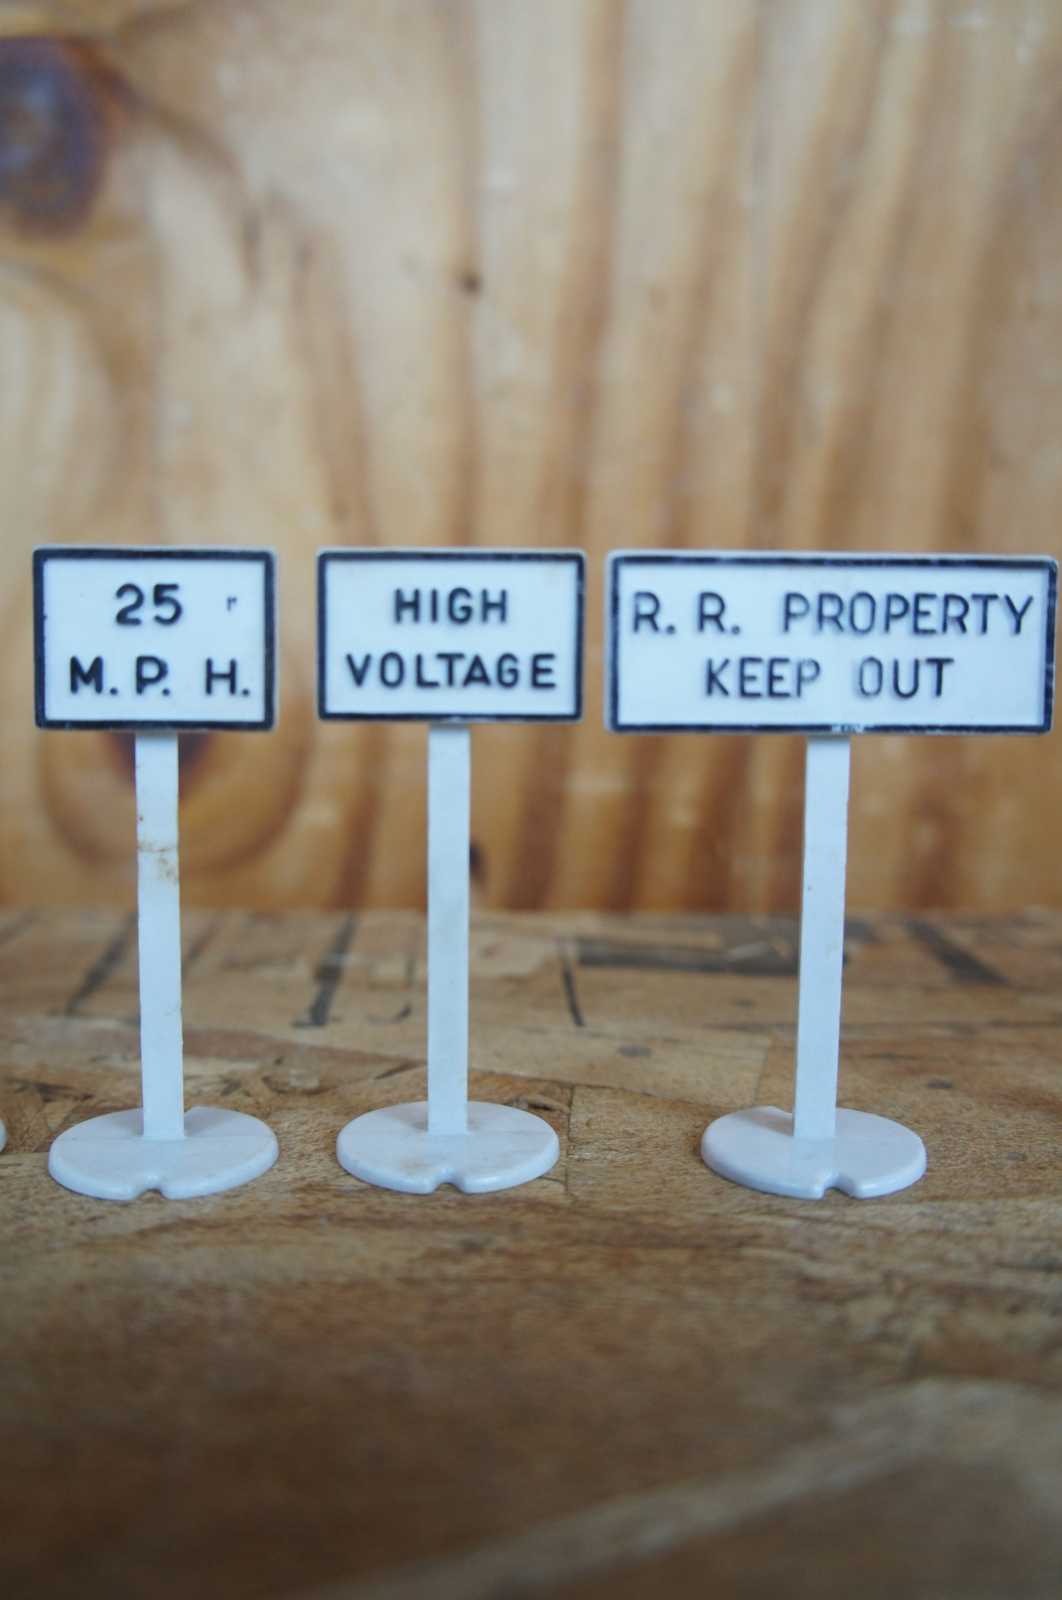 25
M. P. H.
HIGH
VOLTAGE
R. R. PROPERTY
KEEP OUT